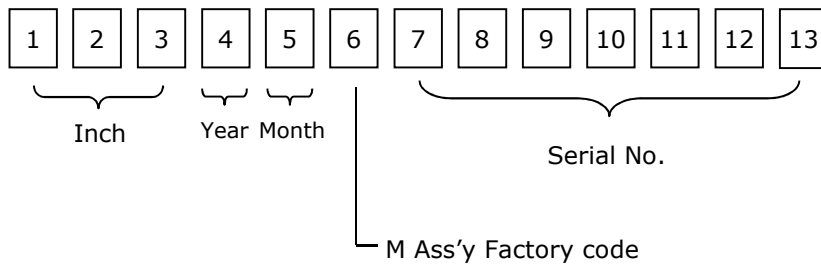 1 2 3 4 5 6 7 8 9 10 11 12 13
Inch Year Month
Serial No.
M Ass'y Factory code